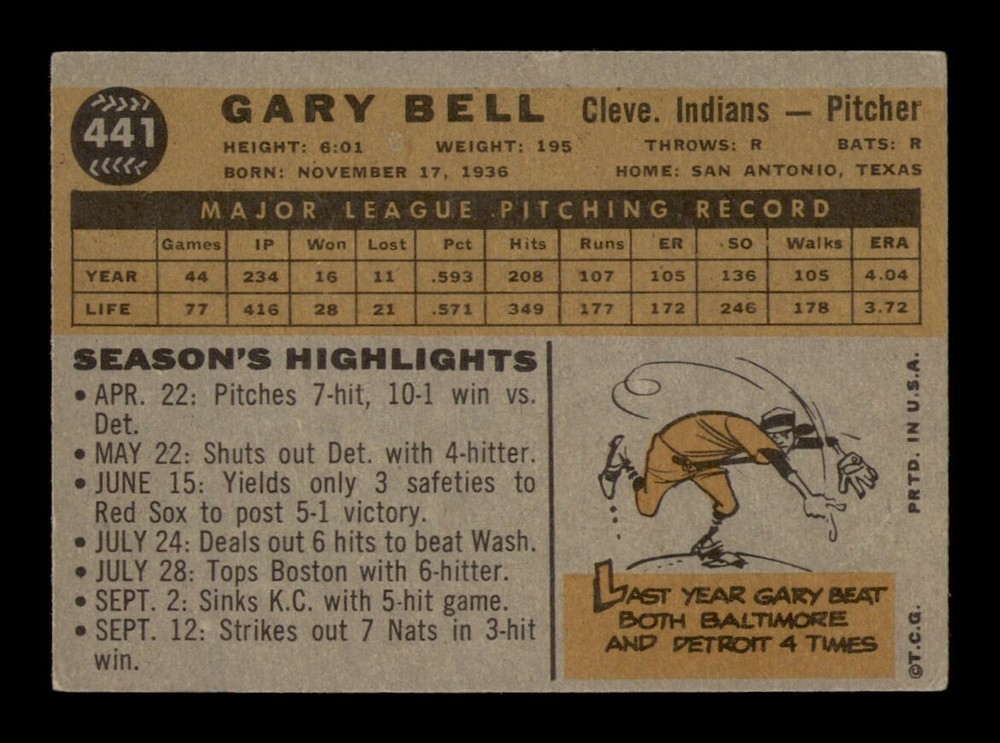 441
GARY BELL Cleve. Indians — Pitcher
HEIGHT: 6:01 WEIGHT: 195 THROWS: R BATS: R
BORN: NOVEMBER 17, 1936 HOME: SAN ANTONIO, TEXAS
MAJOR LEAGUE PITCHING RECORD
Games IP Won Lost Pct Hits Runs ER SO Walks ERA
YEAR 44 234 16 11 .593 208 107 105 136 105 4.04
LIFE 77 416 28 21 .571 349 177 172 246 178 3.72
SEASON'S HIGHLIGHTS
• APR. 22: Pitches 7-hit, 10-1 win vs.
Det.
• MAY 22: Shuts out Det. with 4-hitter.
• JUNE 15: Yields only 3 safeties to
Red Sox to post 5-1 victory.
• JULY 24: Deals out 6 hits to beat Wash.
• JULY 28: Tops Boston with 6-hitter.
• SEPT. 2: Sinks K.C. with 5-hit game.
• SEPT. 12: Strikes out 7 Nats in 3-hit
win.
LAST YEAR GARY BEAT
BOTH BALTIMORE
AND DETROIT 4 TIMES
©T.C.G. PRTD. IN U.S.A.